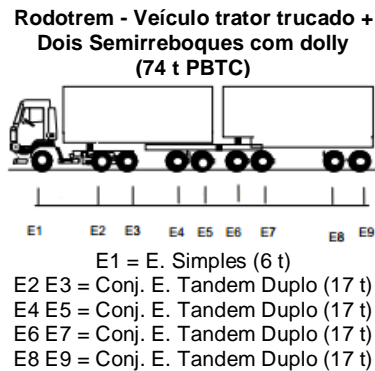 Rodotrem - Veículo trator trucado +
Dois Semirreboques com dolly
(74 t PBTC)
E1 E2 E3 E4 E5 E6 E7 E8 E9
E1 = E. Simples (6 t)
E2 E3 = Conj. E. Tandem Duplo (17 t)
E4 E5 = Conj. E. Tandem Duplo (17 t)
E6 E7 = Conj. E. Tandem Duplo (17 t)
E8 E9 = Conj. E. Tandem Duplo (17 t)